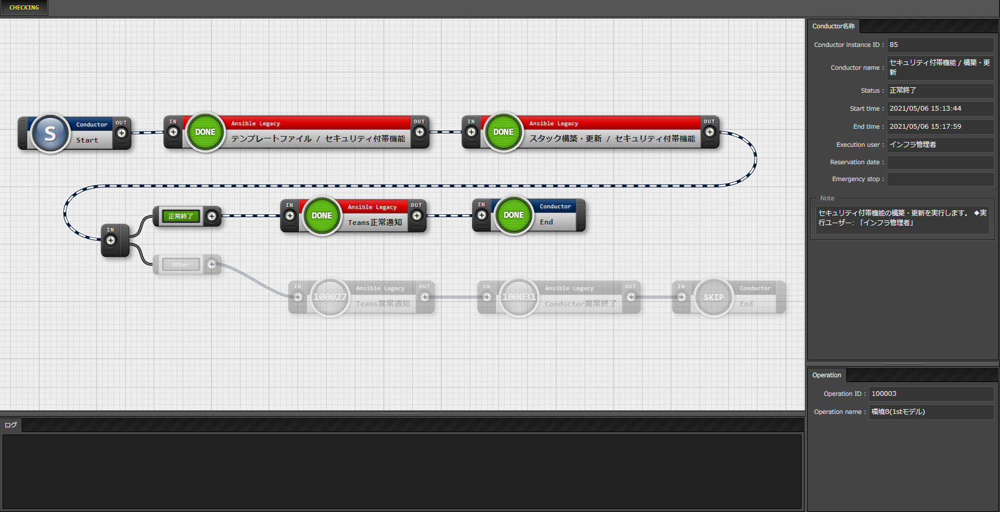 CHECKING
Conductor
Start
OUT
IN
DONE
Ansible Legacy
テンプレートファイル / セキュリティ付帯機能
OUT
IN
DONE
Ansible Legacy
スタック構築・更新 / セキュリティ付帯機能
OUT
S
IN
正常終了
IN
DONE
Ansible Legacy
Teams正常通知
OUT
IN
DONE
Conductor
End
Other
IN
100027
Ansible Legacy
Teams異常通知
OUT
IN
100031
Ansible Legacy
Conductor異常終了
OUT
IN
SKIP
Conductor
End
ログ
Conductor名称
Conductor instance ID : 85
Conductor name : セキュリティ付帯機能 / 構築・更
新
Status : 正常終了
Start time : 2021/05/06 15:13:44
End time : 2021/05/06 15:17:59
Execution user : インフラ管理者
Reservation date :
Emergency stop :
Note
セキュリティ付帯機能の構築・更新を実行します。 ◆実
行ユーザー: 「インフラ管理者」
Operation
Operation ID : 100003
Operation name : 環境B(1stモデル)